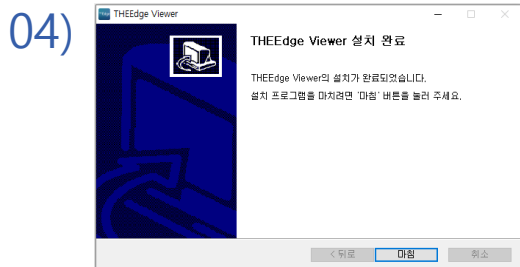 04)
THEEdge Viewer
THEEdge Viewer 설치 완료
THEEdge Viewer의 설치가 완료되었습니다.
설치 프로그램을 마치려면 '마침' 버튼을 눌러 주세요.
< 뒤로 마침 취소